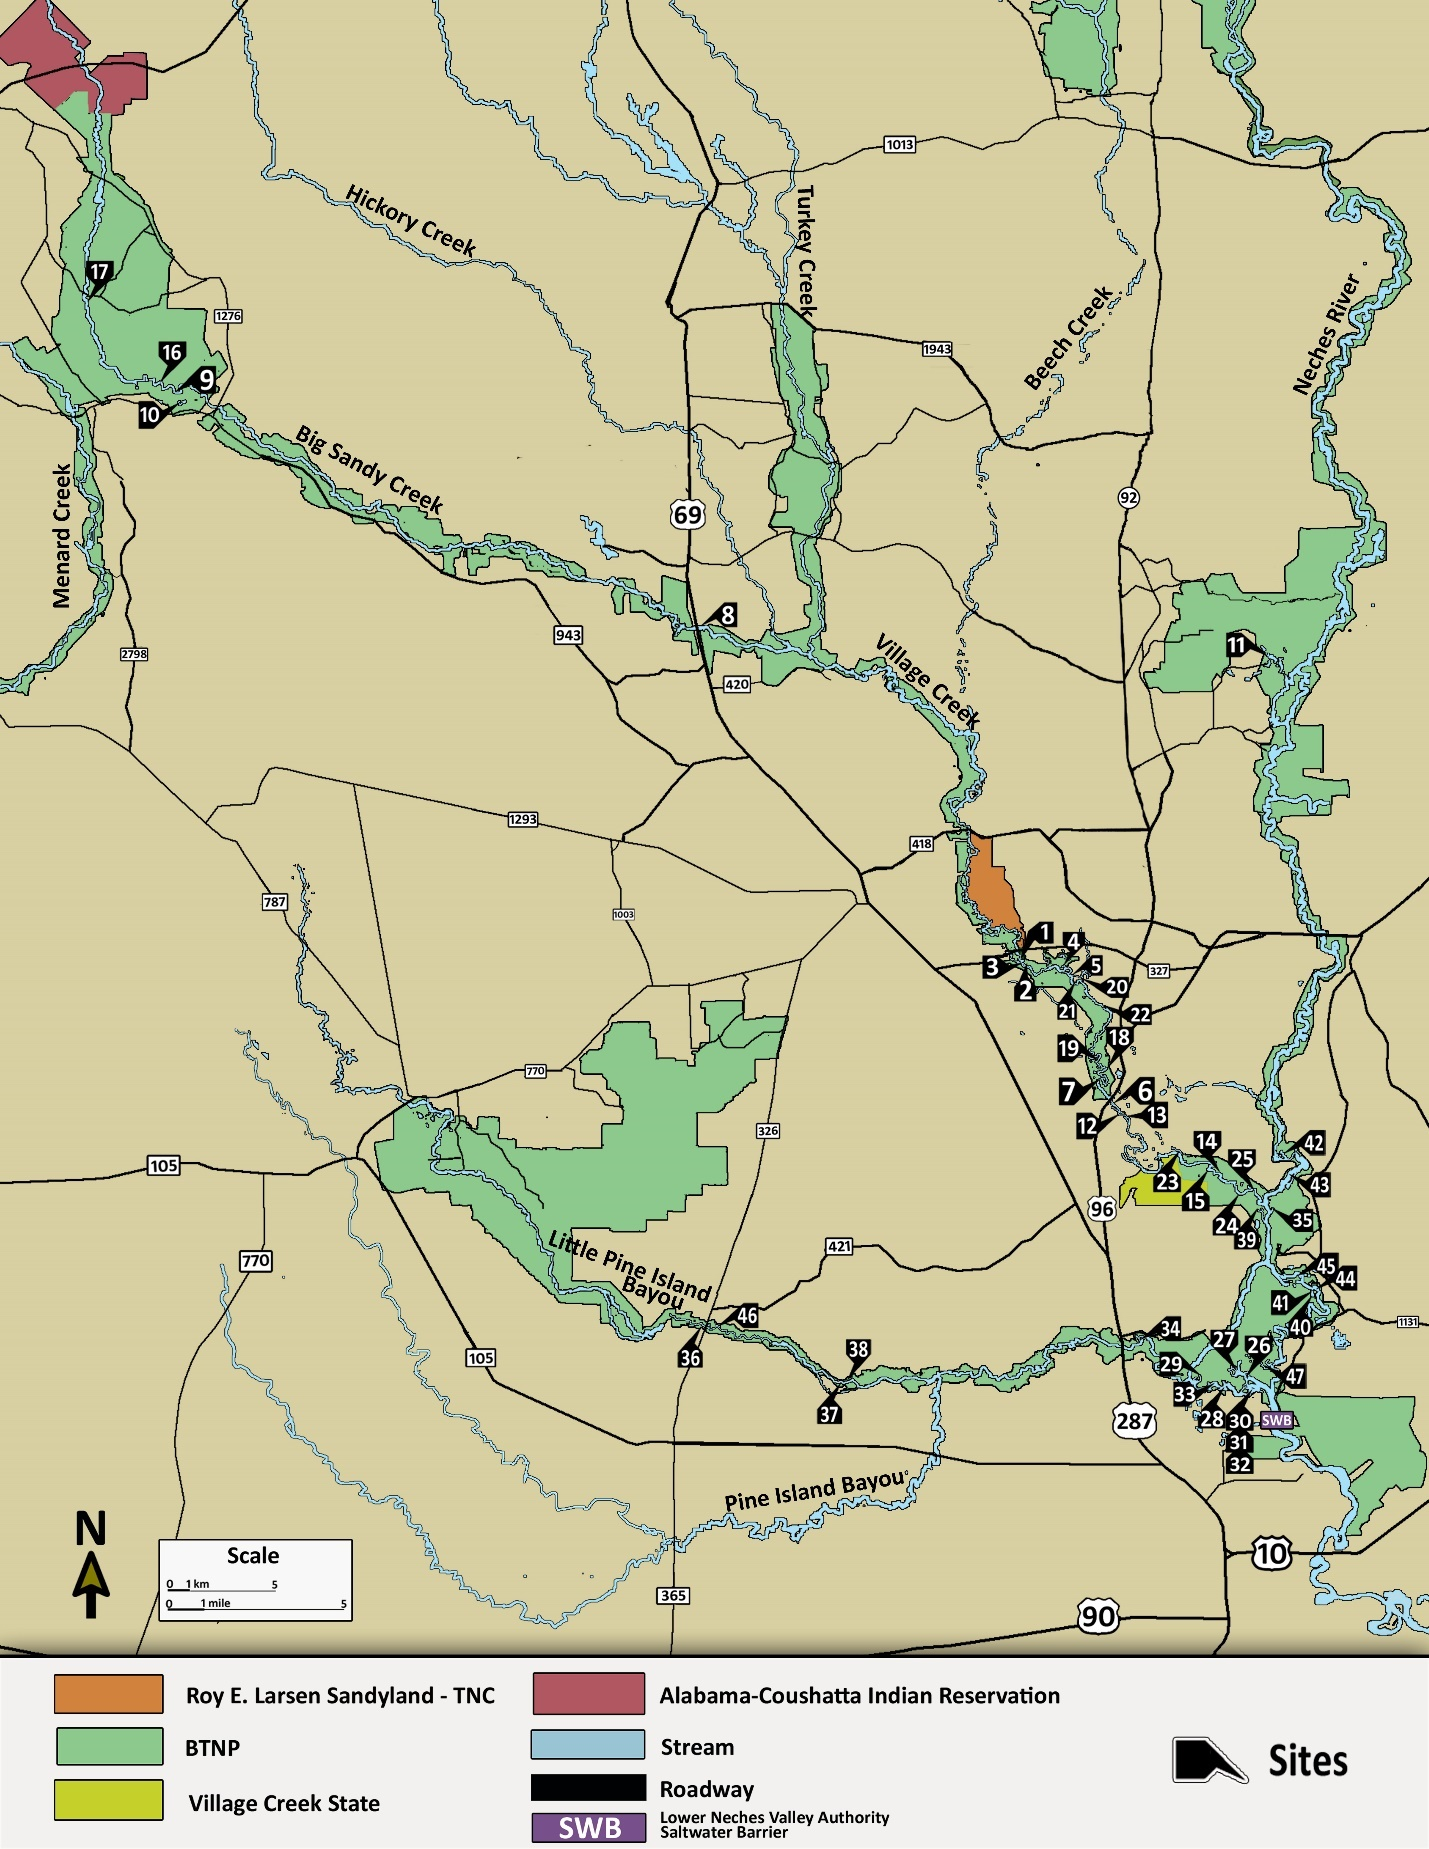 1013
Hickory Creek
Turkey Creek
17
1276
Beech Creek
Neches River
16
9
10
1943
Big Sandy Creek
Menard Creek
69
92
8
943
2798
11
Village Creek
420
1293
418
787
1003
1
4
3
5
327
2
20
21
22
18
19
7
6
13
12
770
326
14
25
42
105
23
15
43
96
24
35
39
Little Pine Island
Bayou
421
770
45
44
41
40
46
1131
34
27
26
36
105
38
29
47
33
37
28
30
SWB
287
31
32
Pine Island Bayou
N
10
Scale
0 1 km 5
0 1 mile 5
365
90
Roy E. Larsen Sandyland - TNC
Alabama-Coushatta Indian Reservation
BTNP
Stream
Sites
Village Creek State
Roadway
SWB
Lower Neches Valley Authority
Saltwater Barrier